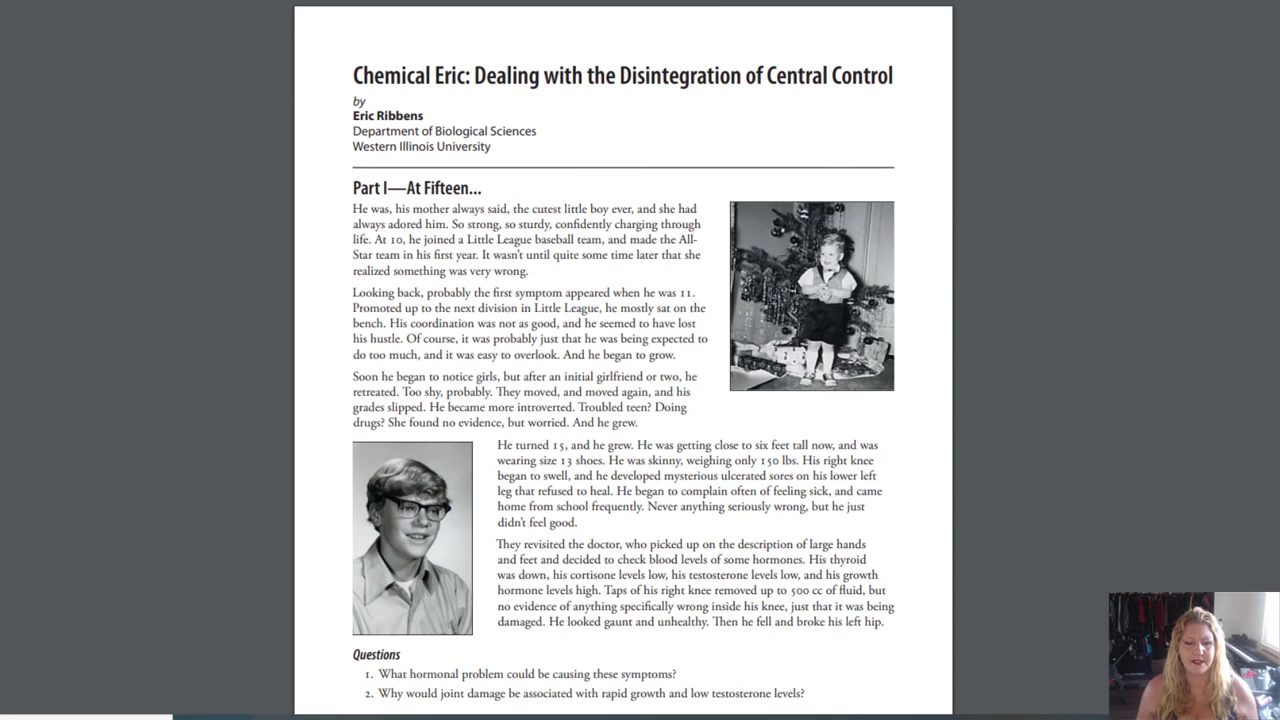 Chemical Eric: Dealing with the Disintegration of Central Control
by
Eric Ribbens
Department of Biological Sciences
Western Illinois University
Part I—At Fifteen...
He was, his mother always said, the cutest little boy ever, and she had
always adored him. So strong, so sturdy, confidently charging through
life. At 10, he joined a Little League baseball team, and made the All-
Star team in his first year. It wasn't until quite some time later that she
realized something was very wrong.
Looking back, probably the first symptom appeared when he was 11.
Promoted up to the next division in Little League, he mostly sat on the
bench. His coordination was not as good, and he seemed to have lost
his hustle. Of course, it was probably just that he was being expected to
do too much, and it was easy to overlook. And he began to grow.
Soon he began to notice girls, but after an initial girlfriend or two, he
retreated. Too shy, probably. They moved, and moved again, and his
grades slipped. He became more introverted. Troubled teen? Doing
drugs? She found no evidence, but worried. And he grew.
He turned 15, and he grew. He was getting close to six feet tall now, and was
wearing size 13 shoes. He was skinny, weighing only 150 lbs. His right knee
began to swell, and he developed mysterious ulcerated sores on his lower left
leg that refused to heal. He began to complain often of feeling sick, and came
home from school frequently. Never anything seriously wrong, but he just
didn't feel good.
They revisited the doctor, who picked up on the description of large hands
and feet and decided to check blood levels of some hormones. His thyroid
was down, his cortisone levels low, his testosterone levels low, and his growth
hormone levels high. Taps of his right knee removed up to 500 cc of fluid, but
no evidence of anything specifically wrong inside his knee, just that it was being
damaged. He looked gaunt and unhealthy. Then he fell and broke his left hip.
Questions
1. What hormonal problem could be causing these symptoms?
2. Why would joint damage be associated with rapid growth and low testosterone levels?